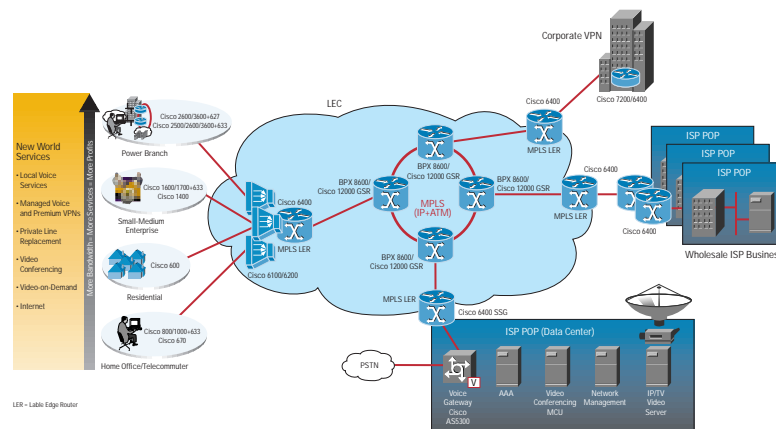 Corporate VPN
Cisco 7200/6400
LEC
Cisco 6400
MPLS LER
New World
Services
• Local Voice
Services
• Managed Voice
and Premium VPNs
• Private Line
Replacement
• Video
Conferencing
• Video-on-Demand
• Internet
More Bandwidth = More Services = More Profits
Cisco 2600/3600+627
Cisco 2500/2600/3600+633
Power Branch
Cisco 1600/1700+633
Cisco 1400
Small-Medium
Enterprise
Cisco 600
Residential
Cisco 800/1000+633
Cisco 670
Home Office/Telecommuter
Cisco 6400
MPLS LER
Cisco 6100/6200
BPX 8600/
Cisco 12000 GSR
BPX 8600/
Cisco 12000 GSR
BPX 8600/
Cisco 12000 GSR
MPLS
(IP+ATM)
BPX 8600/
Cisco 12000 GSR
Cisco 6400
MPLS LER
Cisco 6400
ISP POP
ISP POP
ISP POP
Wholesale ISP Busines
MPLS LER
Cisco 6400 SSG
ISP POP (Data Center)
PSTN
V
Voice
Gateway
Cisco
AS5300
AAA
Video
Conferencing
MCU
Network
Management
IP/TV
Video
Server
LER = Lable Edge Router